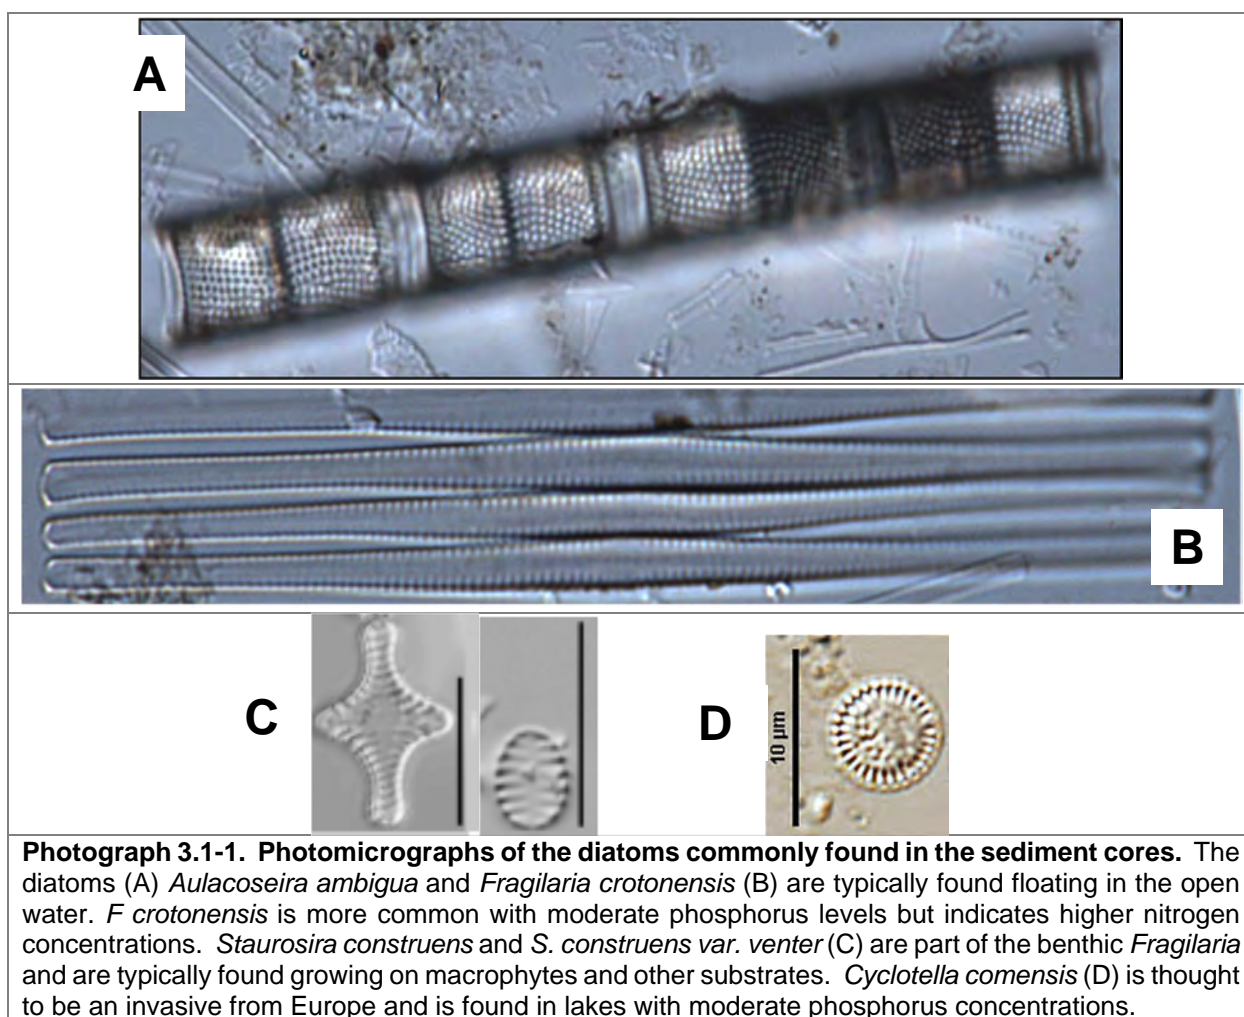 A
B
C
D
10 µm
Photograph 3.1-1. Photomicrographs of the diatoms commonly found in the sediment cores. The
diatoms (A) Aulacoseira ambigua and Fragilaria crotonensis (B) are typically found floating in the open
water. F crotonensis is more common with moderate phosphorus levels but indicates higher nitrogen
concentrations. Staurosira construens and S. construens var. venter (C) are part of the benthic Fragilaria
and are typically found growing on macrophytes and other substrates. Cyclotella comensis (D) is thought
to be an invasive from Europe and is found in lakes with moderate phosphorus concentrations.